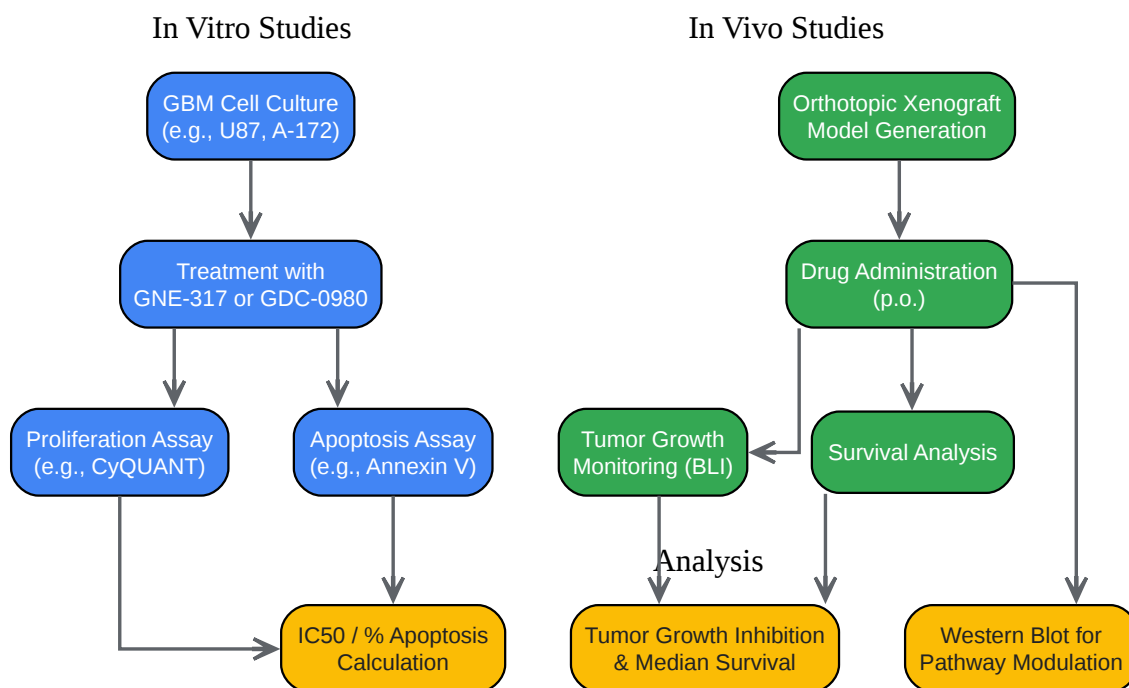 In Vitro Studies
In Vivo Studies
GBM Cell Culture
(e.g., U87, A-172)
Orthotopic Xenograft
Model Generation
Treatment with
GNE-317 or GDC-0980
Drug Administration
(p.o.)
Proliferation Assay
(e.g., CyQUANT)
Apoptosis Assay
(e.g., Annexin V)
Tumor Growth
Monitoring (BLI)
Survival Analysis
Analysis
IC50 / % Apoptosis
Calculation
Tumor Growth Inhibition
& Median Survival
Western Blot for
Pathway Modulation